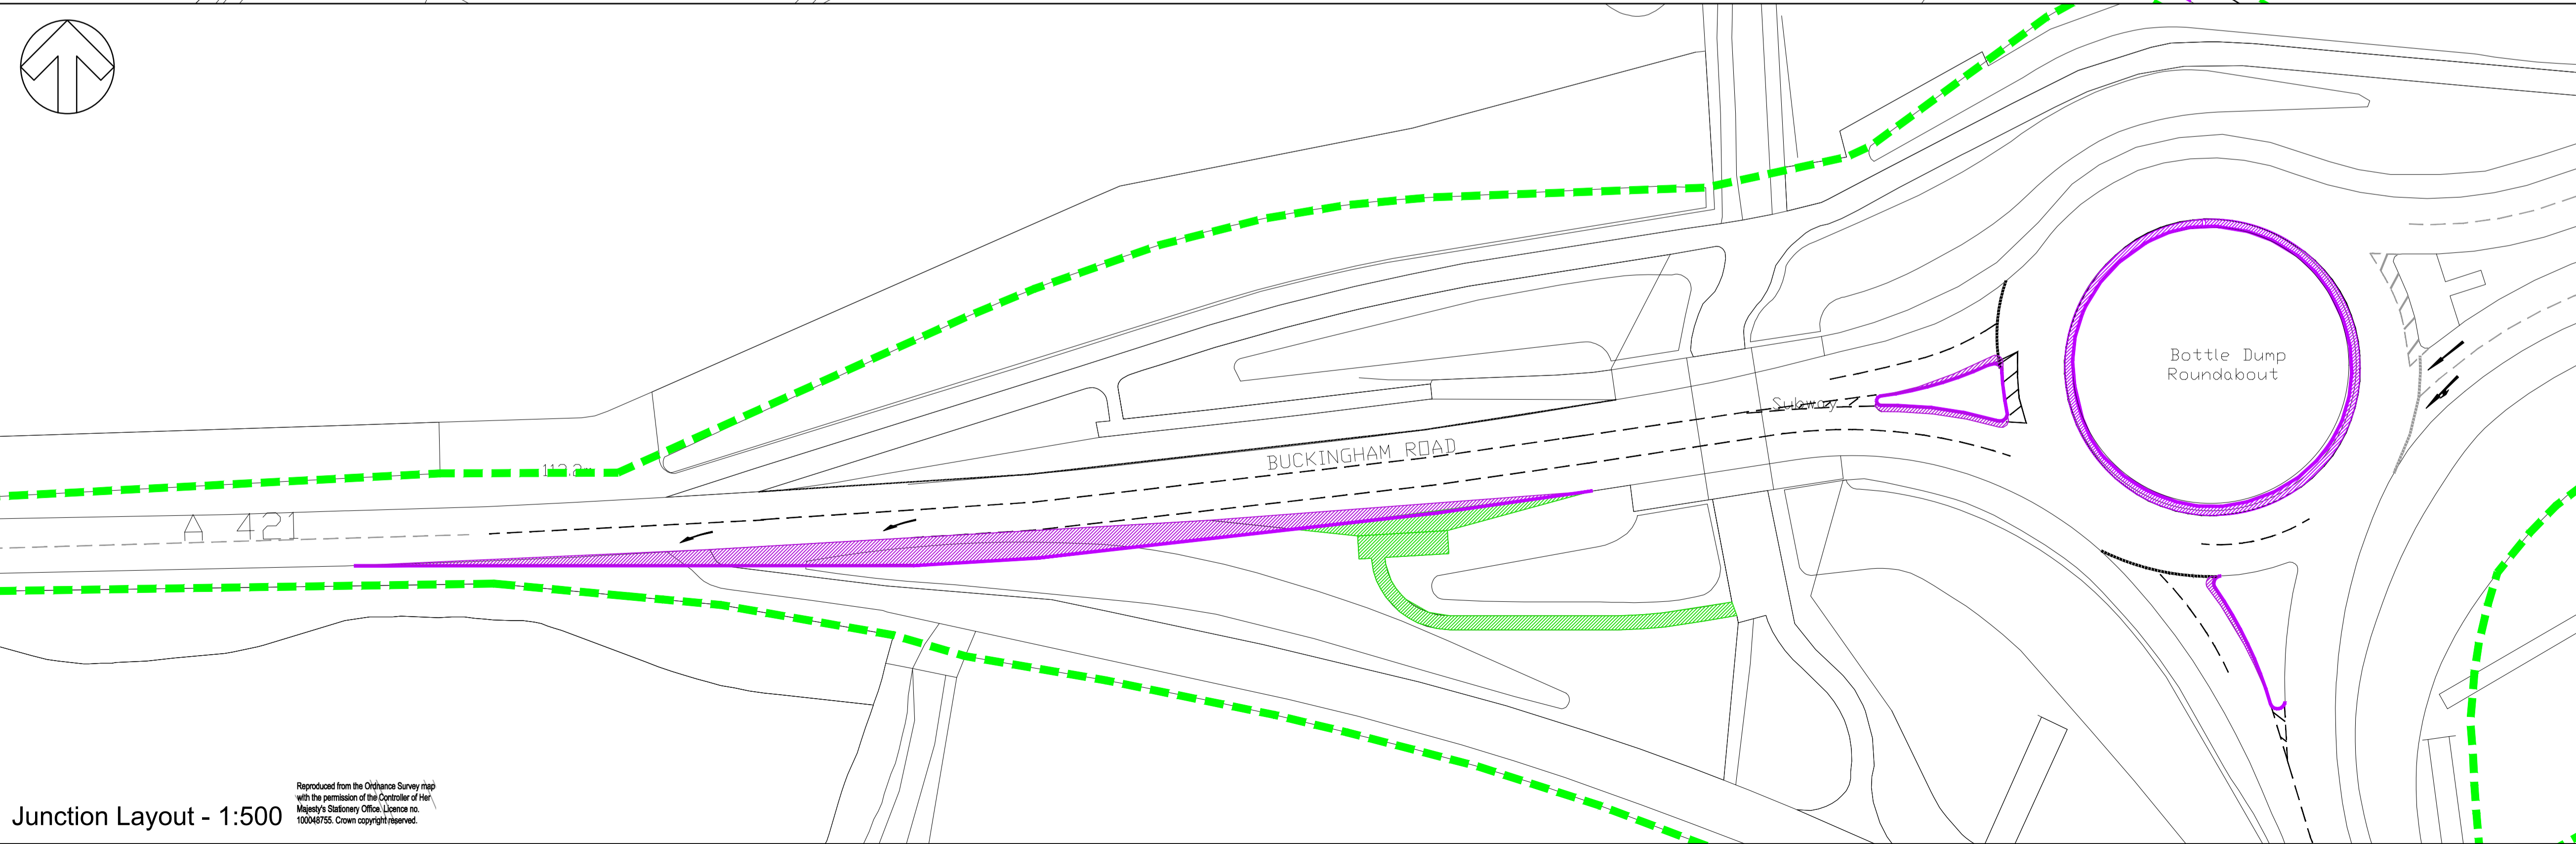 Bottle Dump
Roundabout
Subway
BUCKINGHAM ROAD
A 421
Junction Layout - 1:500
Reproduced from the Ordnance Survey map
with the permission of the Controller of Her
Majesty's Stationery Office. Licence no.
100048755. Crown copyright reserved.